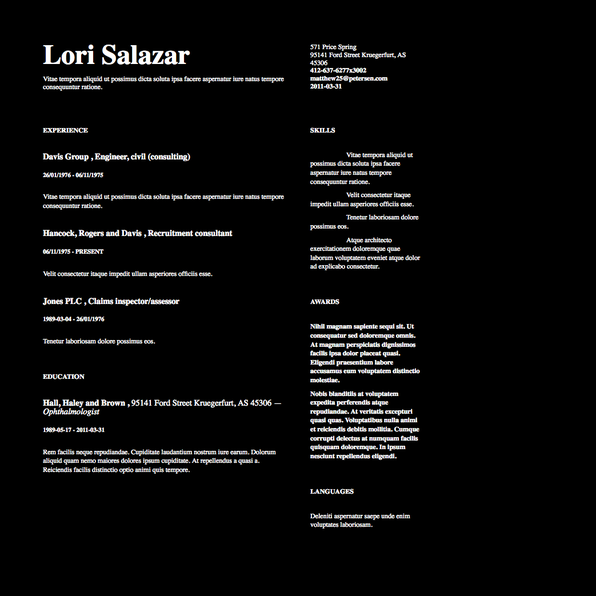 Lori Salazar
Vitae tempora aliquid ut possimus dicta soluta ipsa facere aspernatur iure natus tempore
consequuntur ratione.
571 Price Spring
95141 Ford Street Kruegerfurt, AS
45306
412-637-6277x3002
matthew25@petersen.com
2011-03-31
EXPERIENCE
Davis Group , Engineer, civil (consulting)
26/01/1976 - 06/11/1975
Vitae tempora aliquid ut possimus dicta soluta ipsa facere aspernatur iure natus tempore
consequuntur ratione.
Hancock, Rogers and Davis , Recruitment consultant
06/11/1975 - PRESENT
Velit consectetur itaque impedit ullam asperiores officiis esse.
Jones PLC , Claims inspector/assessor
1989-03-04 - 26/01/1976
Tenetur laboriosam dolore possimus eos.
EDUCATION
Hall, Haley and Brown , 95141 Ford Street Kruegerfurt, AS 45306 —
Ophthalmologist
1989-05-17 - 2011-03-31
Rem facilis neque repudiandae. Cupiditate laudantium nostrum iure earum. Dolorum
aliquid quam nemo maiores dolores ipsum cupiditate. At repellendus a quasi a.
Reiciendis facilis distinctio optio animi quis tempore.
SKILLS
Vitae tempora aliquid ut
possimus dicta soluta ipsa facere
aspernatur iure natus tempore
consequuntur ratione.
Velit consectetur itaque
impedit ullam asperiores officiis esse.
Tenetur laboriosam dolore
possimus eos.
Atque architecto
exercitationem doloremque quae
laborum voluptatem eveniet atque dolor
ad explicabo consectetur.
AWARDS
Nihil magnam sapiente sequi sit. Ut
consequatur sed doloremque omnis.
At magnam perspiciatis dignissimos
facilis ipsa dolor placeat quasi.
Eligendi praesentium labore
accusamus eum voluptatem distinctio
molestiae.
Nobis blanditiis at voluptatem
expedita perferendis atque
repudiandae. At veritatis excepturi
quasi quas. Voluptatibus nulla animi
et reiciendis debitis mollitia. Cumque
corrupti delectus at numquam facilis
quisquam doloremque. In ipsum
nesciunt repellendus eligendi.
LANGUAGES
Deleniti aspernatur saepe unde enim
voluptates laboriosam.